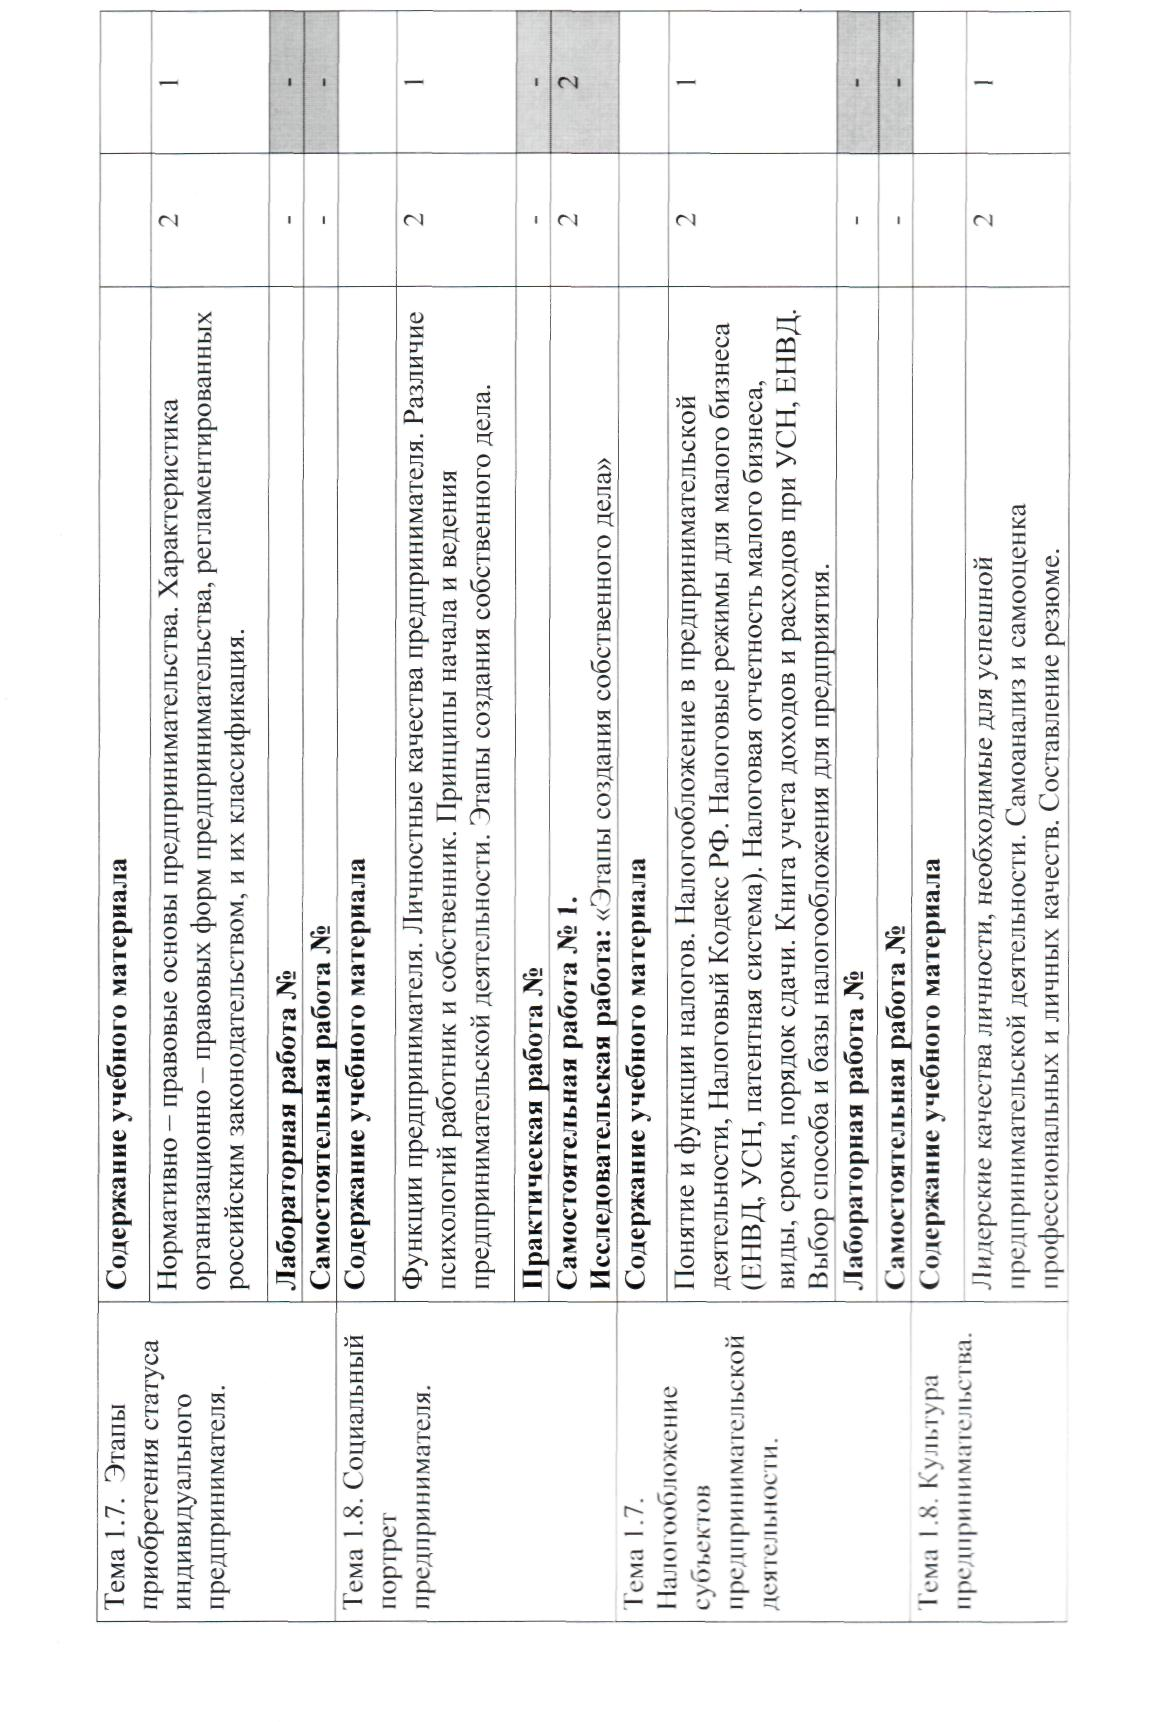 Тема 1.7. Этапы
приобретения статуса
индивидуального
предпринимателя.
Содержание учебного материала
Нормативно – правовые основы предпринимательства. Характеристика
организационно – правовых форм предпринимательства, регламентированных
российским законодательством, и их классификация.
2
1
Лабораторная работа №
-
-
Самостоятельная работа №
-
-
Тема 1.8. Социальный
портрет
предпринимателя.
Содержание учебного материала
Функции предпринимателя. Личностные качества предпринимателя. Различие
психологий работник и собственник. Принципы начала и ведения
предпринимательской деятельности. Этапы создания собственного дела.
2
1
Практическая работа №
-
-
Самостоятельная работа № 1.
Исследовательская работа: «Этапы создания собственного дела»
2
2
Тема 1.7.
Налогообложение
субъектов
предпринимательской
деятельности.
Содержание учебного материала
Понятие и функции налогов. Налогообложение в предпринимательской
деятельности, Налоговый Кодекс РФ. Налоговые режимы для малого бизнеса
(ЕНВД, УСН, патентная система). Налоговая отчетность малого бизнеса,
виды, сроки, порядок сдачи. Книга учета доходов и расходов при УСН, ЕНВД.
Выбор способа и базы налогообложения для предприятия.
2
1
Лабораторная работа №
-
-
Самостоятельная работа №
-
-
Тема 1.8. Культура
предпринимательства.
Содержание учебного материала
Лидерские качества личности, необходимые для успешной
предпринимательской деятельности. Самоанализ и самооценка
профессиональных и личных качеств. Составление резюме.
2
1